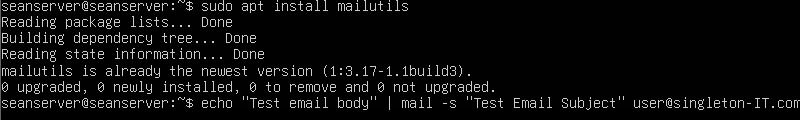 seanserver@seanserver:~$ sudo apt install mailutils
Reading package lists... Done
Building dependency tree... Done
Reading state information... Done
mailutils is already the newest version (1:3.17-1.1build3).
0 upgraded, 0 newly installed, 0 to remove and 0 not upgraded.
seanserver@seanserver:~$ echo "Test email body" | mail -s "Test Email Subject" user@singleton-IT.com